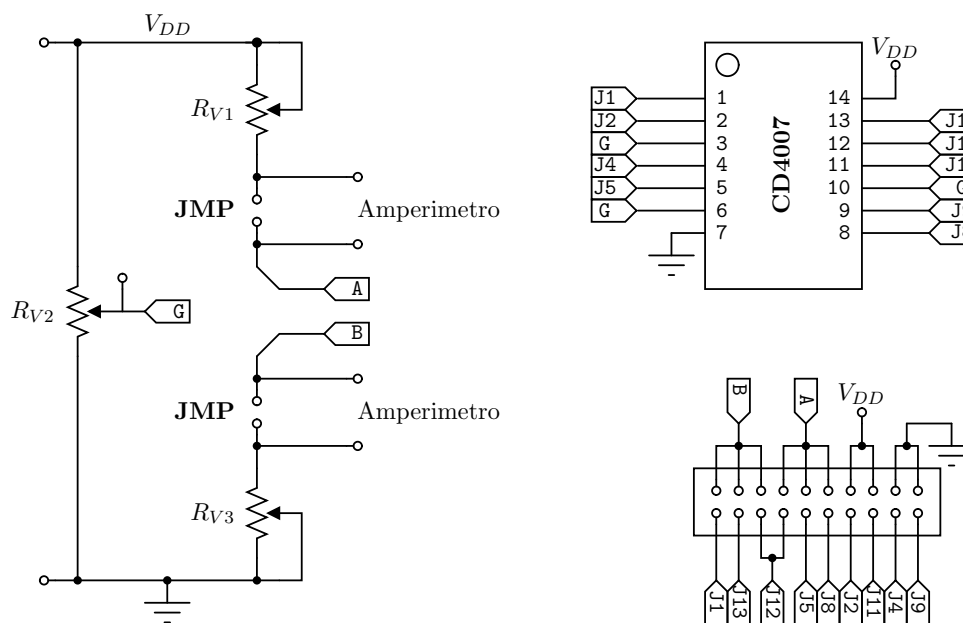 V_DD
R_V1
JMP
Amperimetro
A
R_V2
G
B
JMP
Amperimetro
R_V3
V_DD
CD4007
J1
1
J2
2
G
3
J4
4
J5
5
G
6
7
14
13
12
11
10
9
8
B
A
V_DD
J1
J13
J12
J5
J8
J2
J11
J4
J9